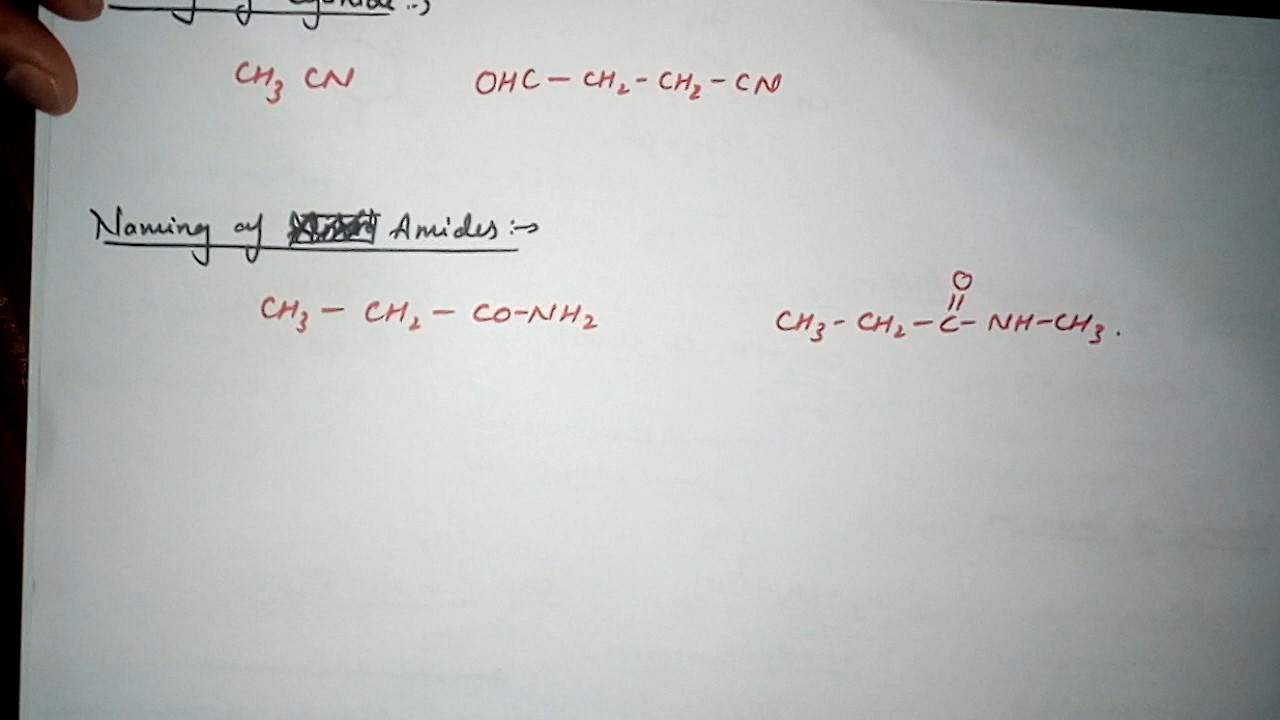 CH₃ CN OHC – CH₂ – CH₂ – CN
Naming of Amides :→
CH₃ – CH₂ – CO–NH₂
O
||
CH₃ – CH₂ – C – NH–CH₃ .